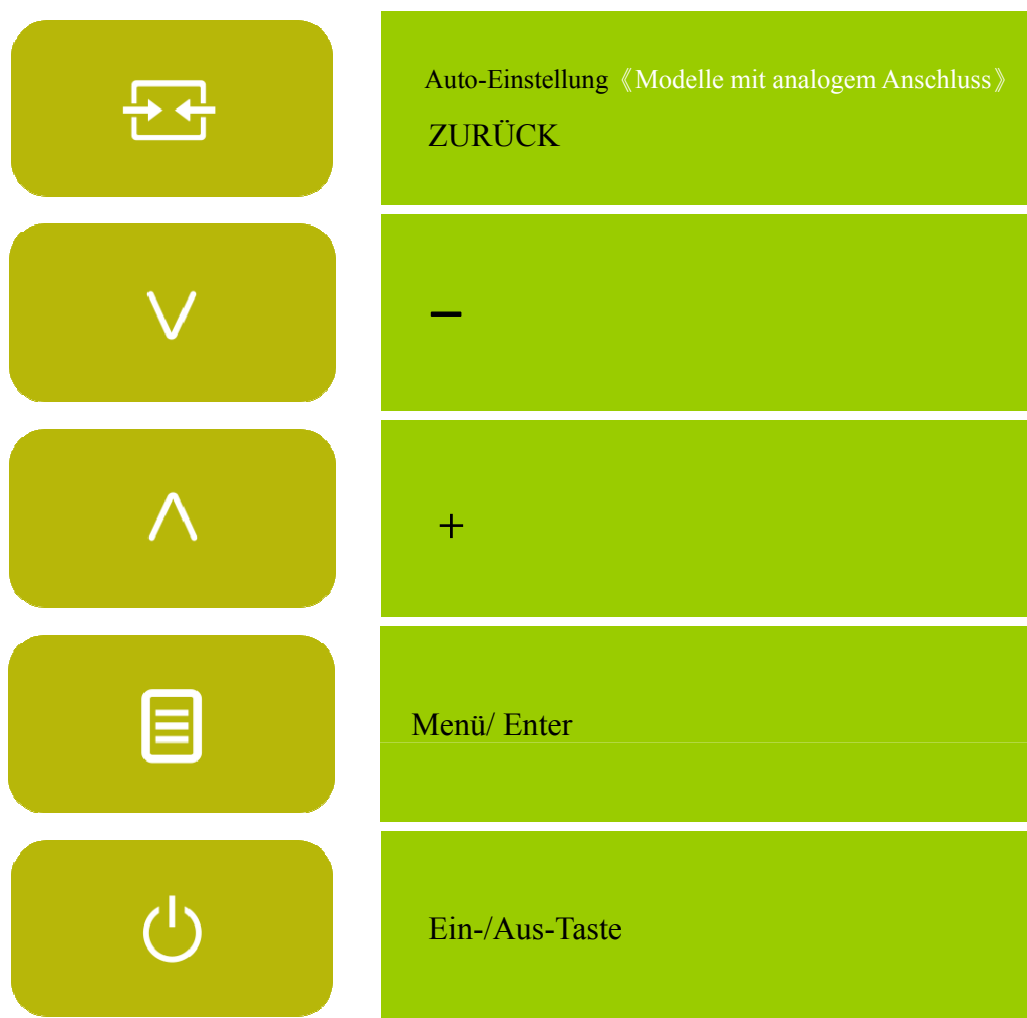 Auto-Einstellung《Modelle mit analogem Anschluss》
ZURÜCK
−
+
Menü/ Enter
Ein-/Aus-Taste